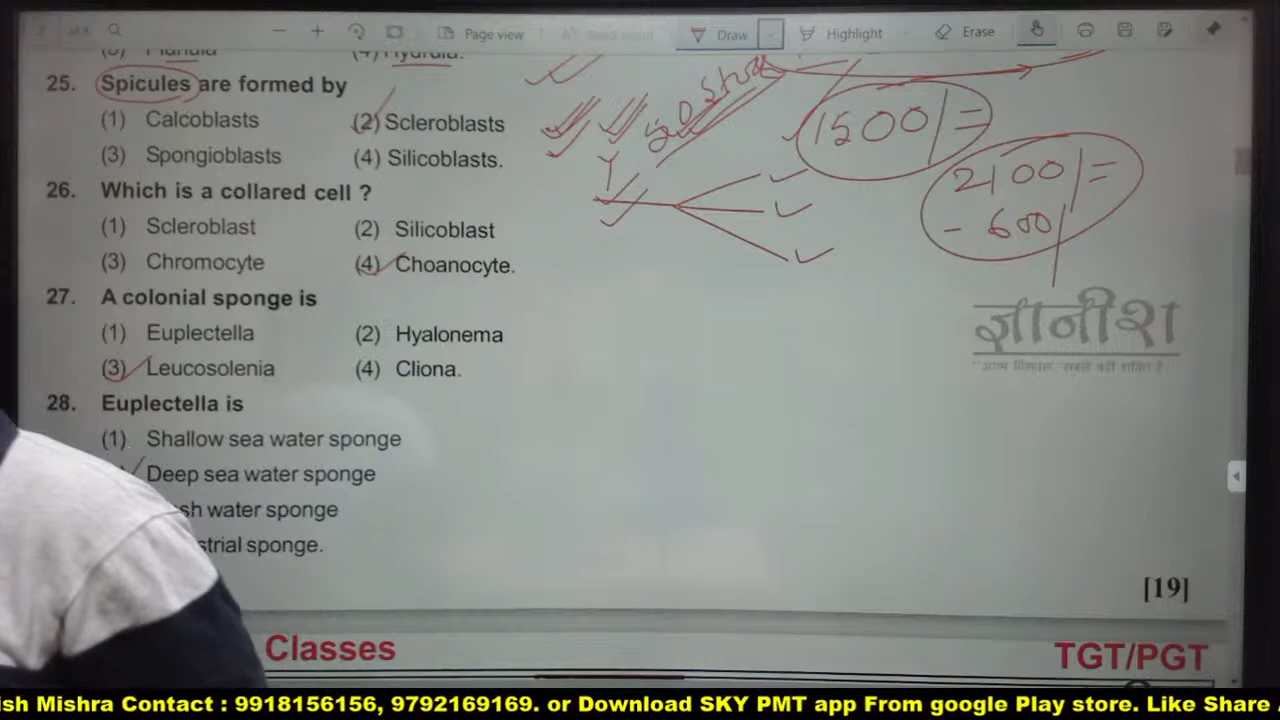 Page view
Draw
Highlight
Erase
(4) Hydrula.
25. Spicules are formed by
(1) Calcoblasts (2) Scleroblasts
(3) Spongioblasts (4) Silicoblasts.
26. Which is a collared cell ?
(1) Scleroblast (2) Silicoblast
(3) Chromocyte (4) Choanocyte.
27. A colonial sponge is
(1) Euplectella (2) Hyalonema
(3) Leucosolenia (4) Cliona.
28. Euplectella is
(1) Shallow sea water sponge
Deep sea water sponge
sh water sponge
strial sponge.
1500/=
2100/=
- 600/
ज्ञानीश
[19]
Classes
TGT/PGT
ish Mishra Contact : 9918156156, 9792169169. or Download SKY PMT app From google Play store. Like Share